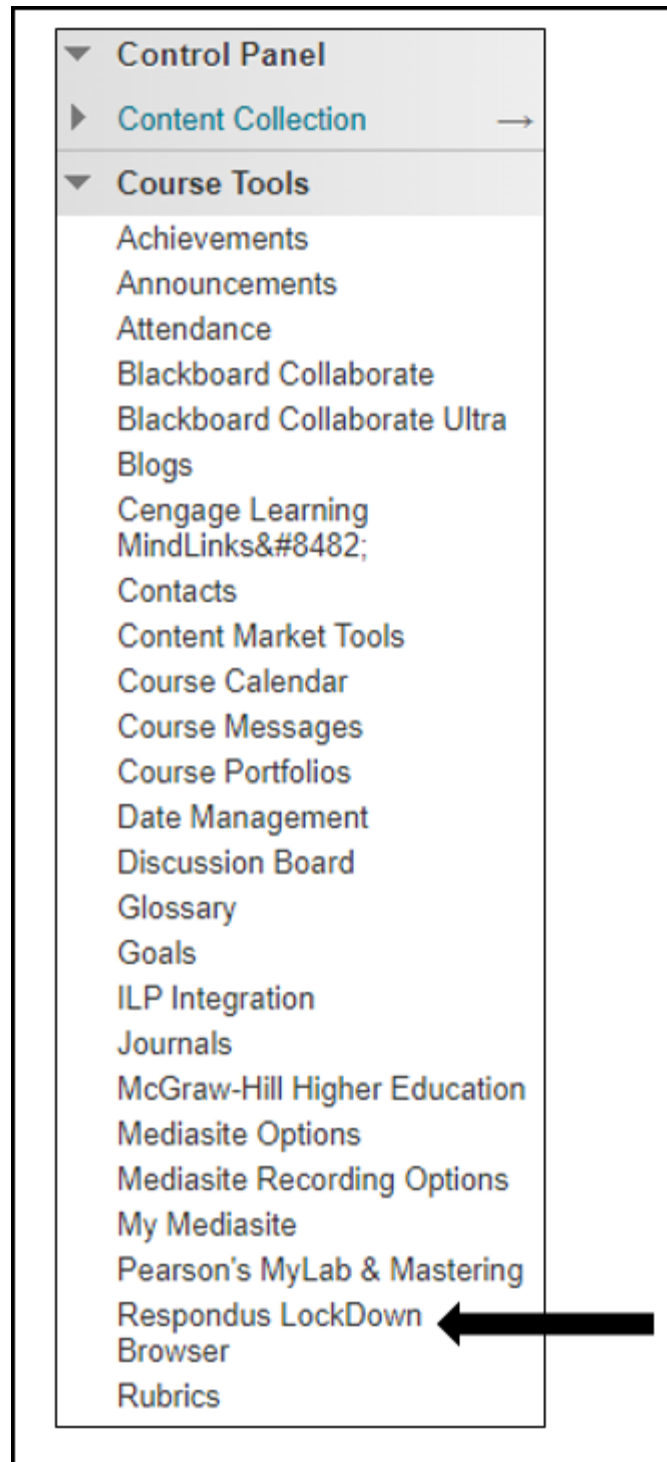 Control Panel
Content Collection
Course Tools
Achievements
Announcements
Attendance
Blackboard Collaborate
Blackboard Collaborate Ultra
Blogs
Cengage Learning
MindLinks&#8482;
Contacts
Content Market Tools
Course Calendar
Course Messages
Course Portfolios
Date Management
Discussion Board
Glossary
Goals
ILP Integration
Journals
McGraw-Hill Higher Education
Mediasite Options
Mediasite Recording Options
My Mediasite
Pearson's MyLab & Mastering
Respondus LockDown
Browser
Rubrics